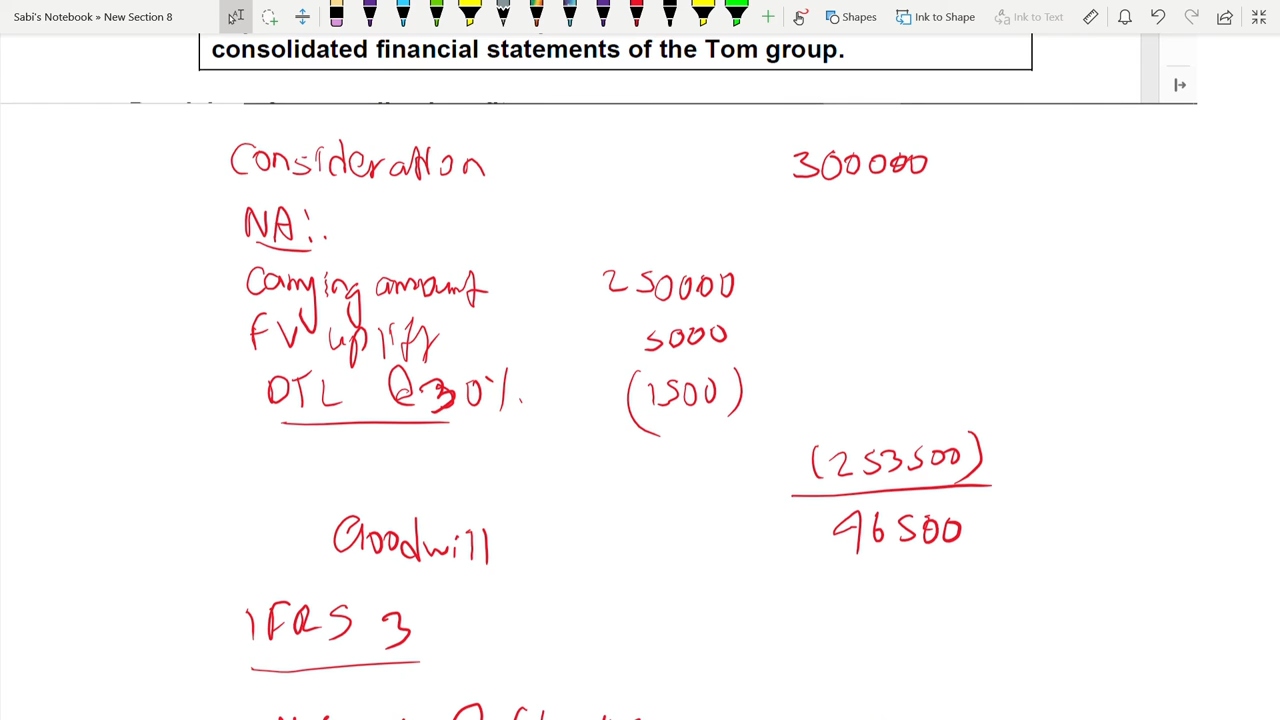 Sabi's Notebook » New Section 8
Shapes
Ink to Shape
Ink to Text
consolidated financial statements of the Tom group.
Consideration 300000
NA:.
Carrying amount 250000
FV uplift 5000
DTL @30%. (1500)
(253500)
Goodwill 46500
IFRS 3